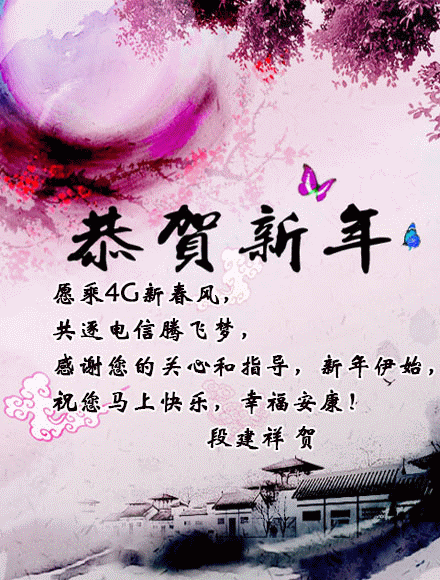 恭贺新年
愿乘4G新春风，
共逐电信腾飞梦，
感谢您的关心和指导，新年伊始，
祝您马上快乐，幸福安康！
段建祥 贺